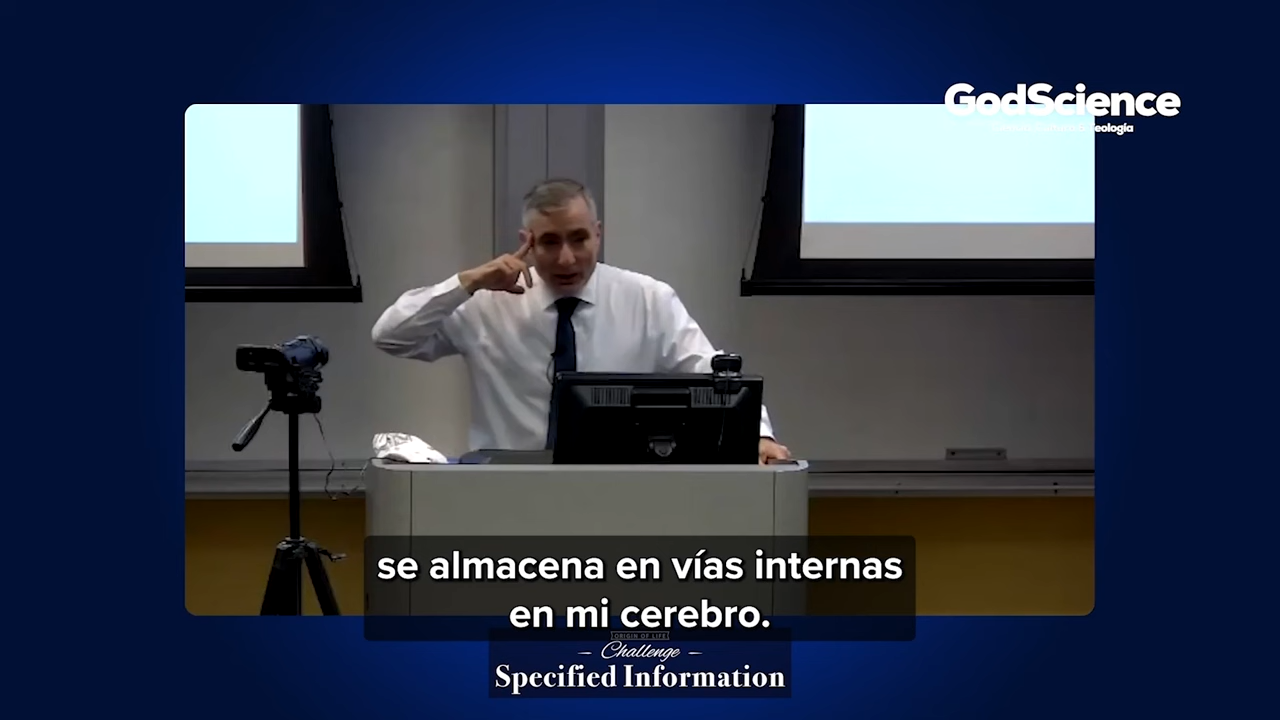 GodScience
se almacena en vías internas
en mi cerebro.
ORIGIN OF LIFE
Challenge
Specified Information